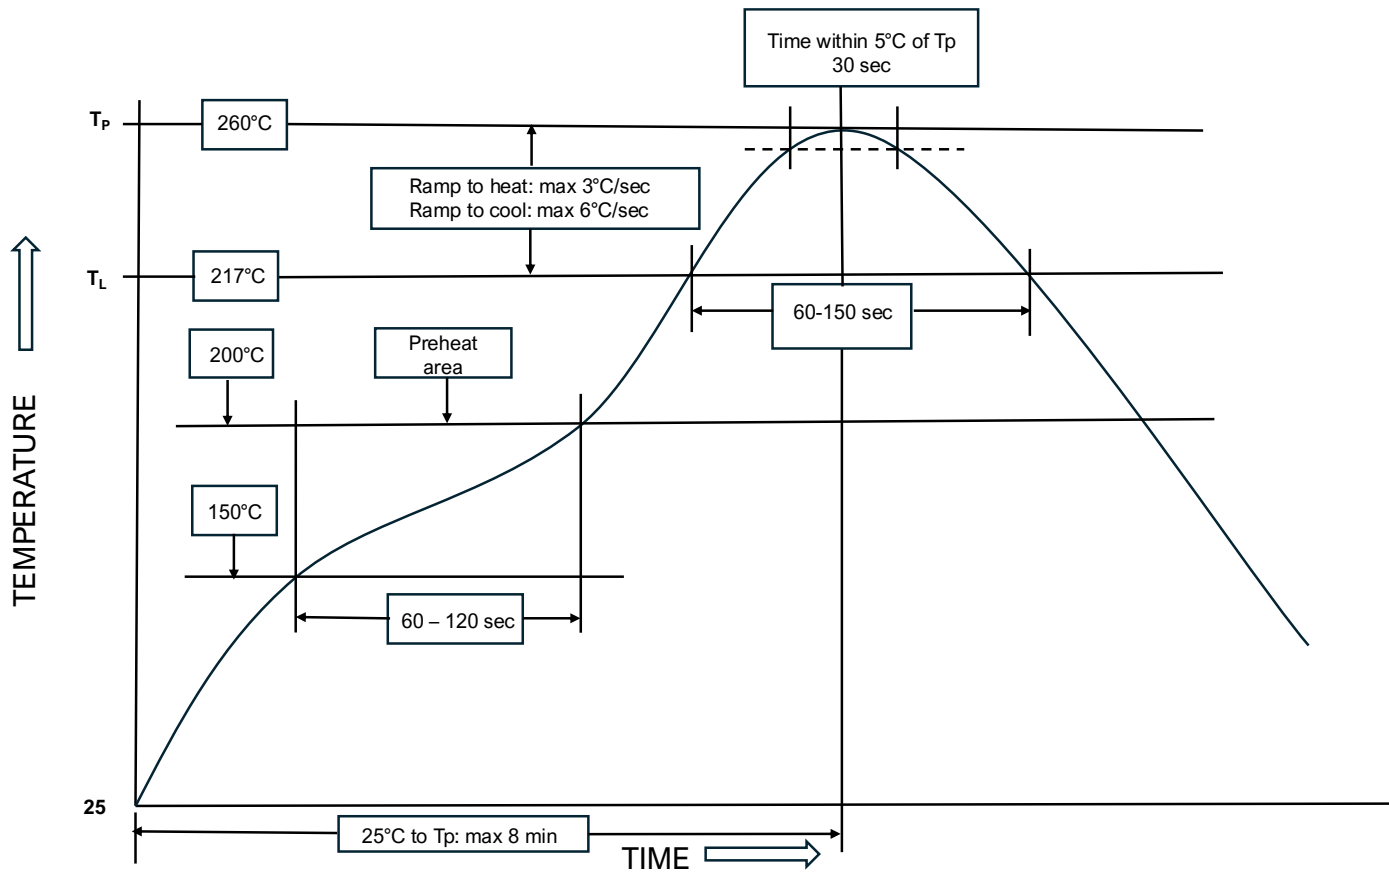 Time within 5°C of Tp
30 sec
TP
260°C
Ramp to heat: max 3°C/sec
Ramp to cool: max 6°C/sec
TL
217°C
60-150 sec
200°C
Preheat
area
150°C
60 – 120 sec
TEMPERATURE
25
25°C to Tp: max 8 min
TIME